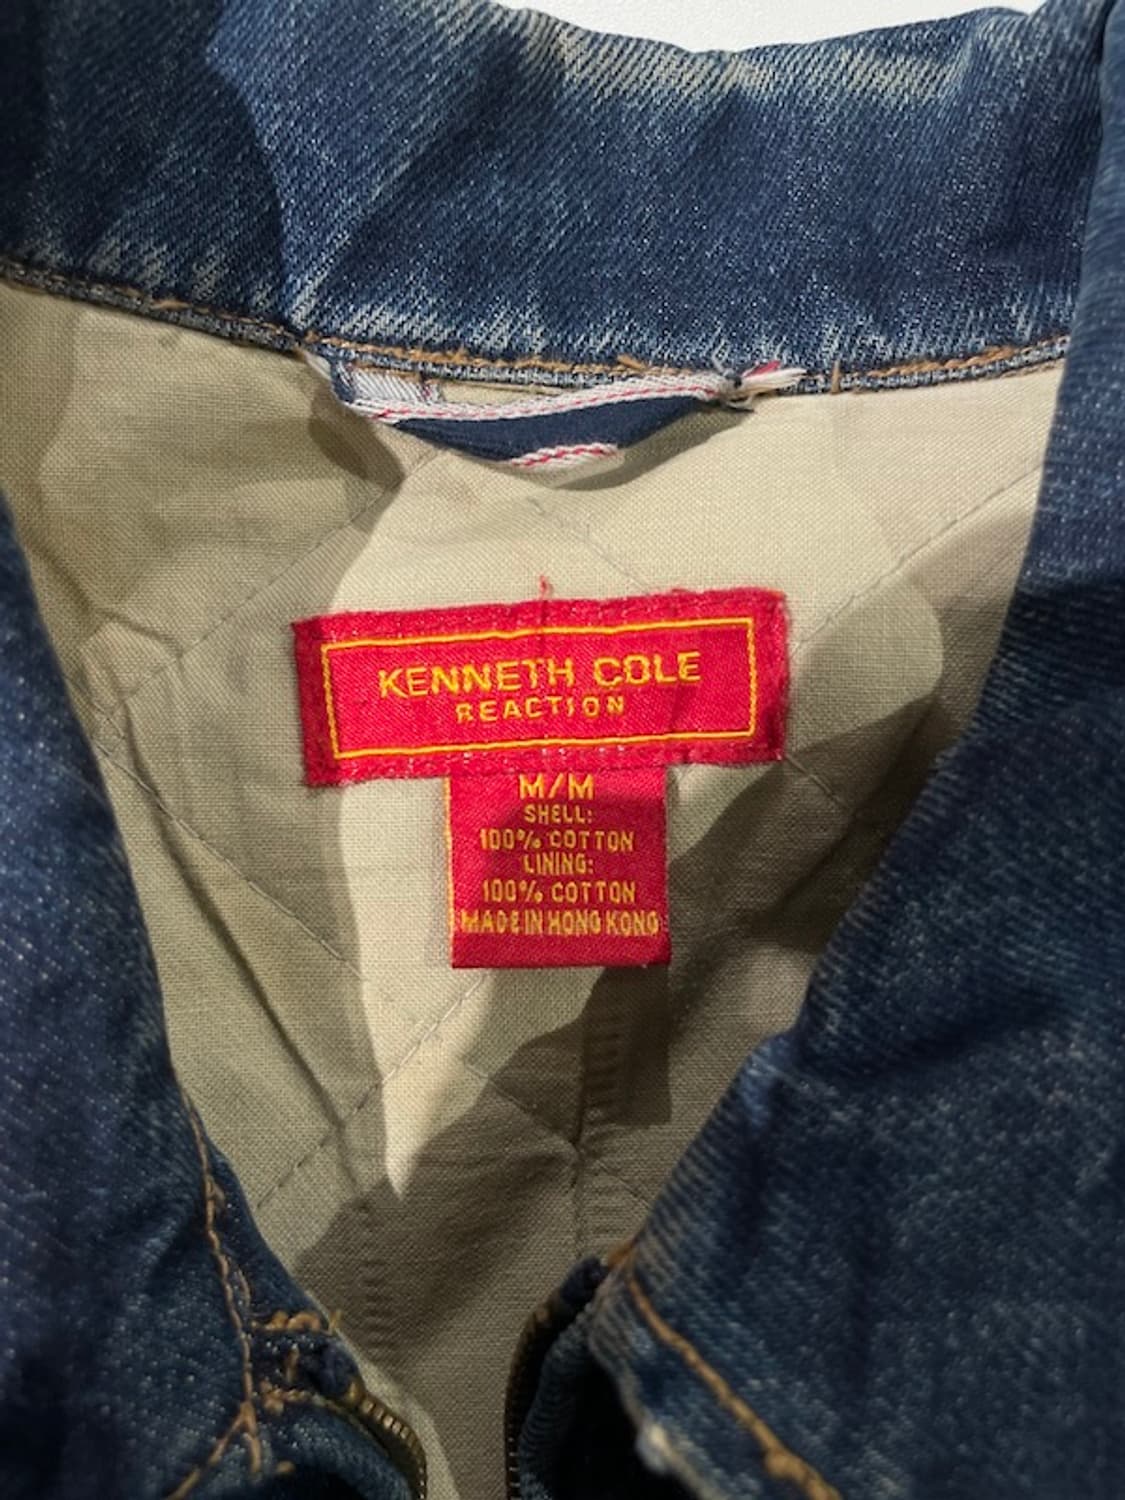 KENNETH COLE
REACTION
M/M
SHELL:
100% COTTON
LINING:
100% COTTON
MADE IN HONG KONG